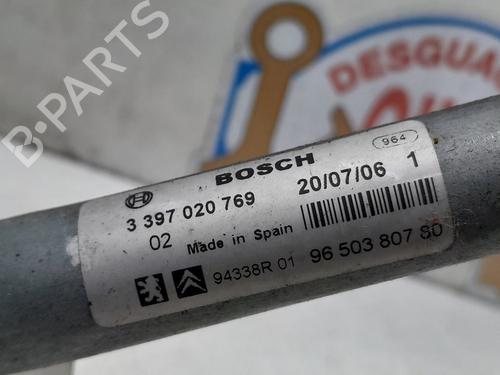 B-PARTS
DESGUA
964
BOSCH
3 397 020 769
20/07/06 1
02 Made in Spain
94338R 01
96 503 807 80